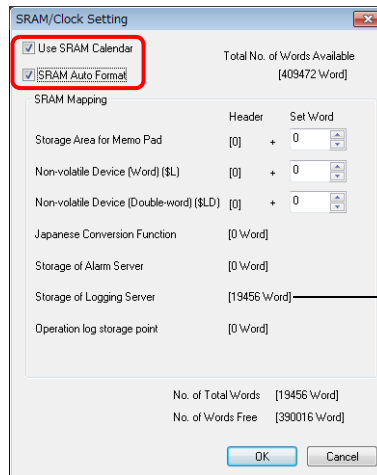 SRAM/Clock Setting
Use SRAM Calendar
Total No. of Words Available
[409472 Word]
SRAM Auto Format
SRAM Mapping
Header Set Word
Storage Area for Memo Pad [0] + 0
Non-volatile Device (Word) ($L) [0] + 0
Non-volatile Device (Double-word) ($LD) [0] + 0
Japanese Conversion Function [0 Word]
Storage of Alarm Server [0 Word]
Storage of Logging Server [19456 Word]
Operation log storage point [0 Word]
No. of Total Words [19456 Word]
No. of Words Free [390016 Word]
OK Cancel